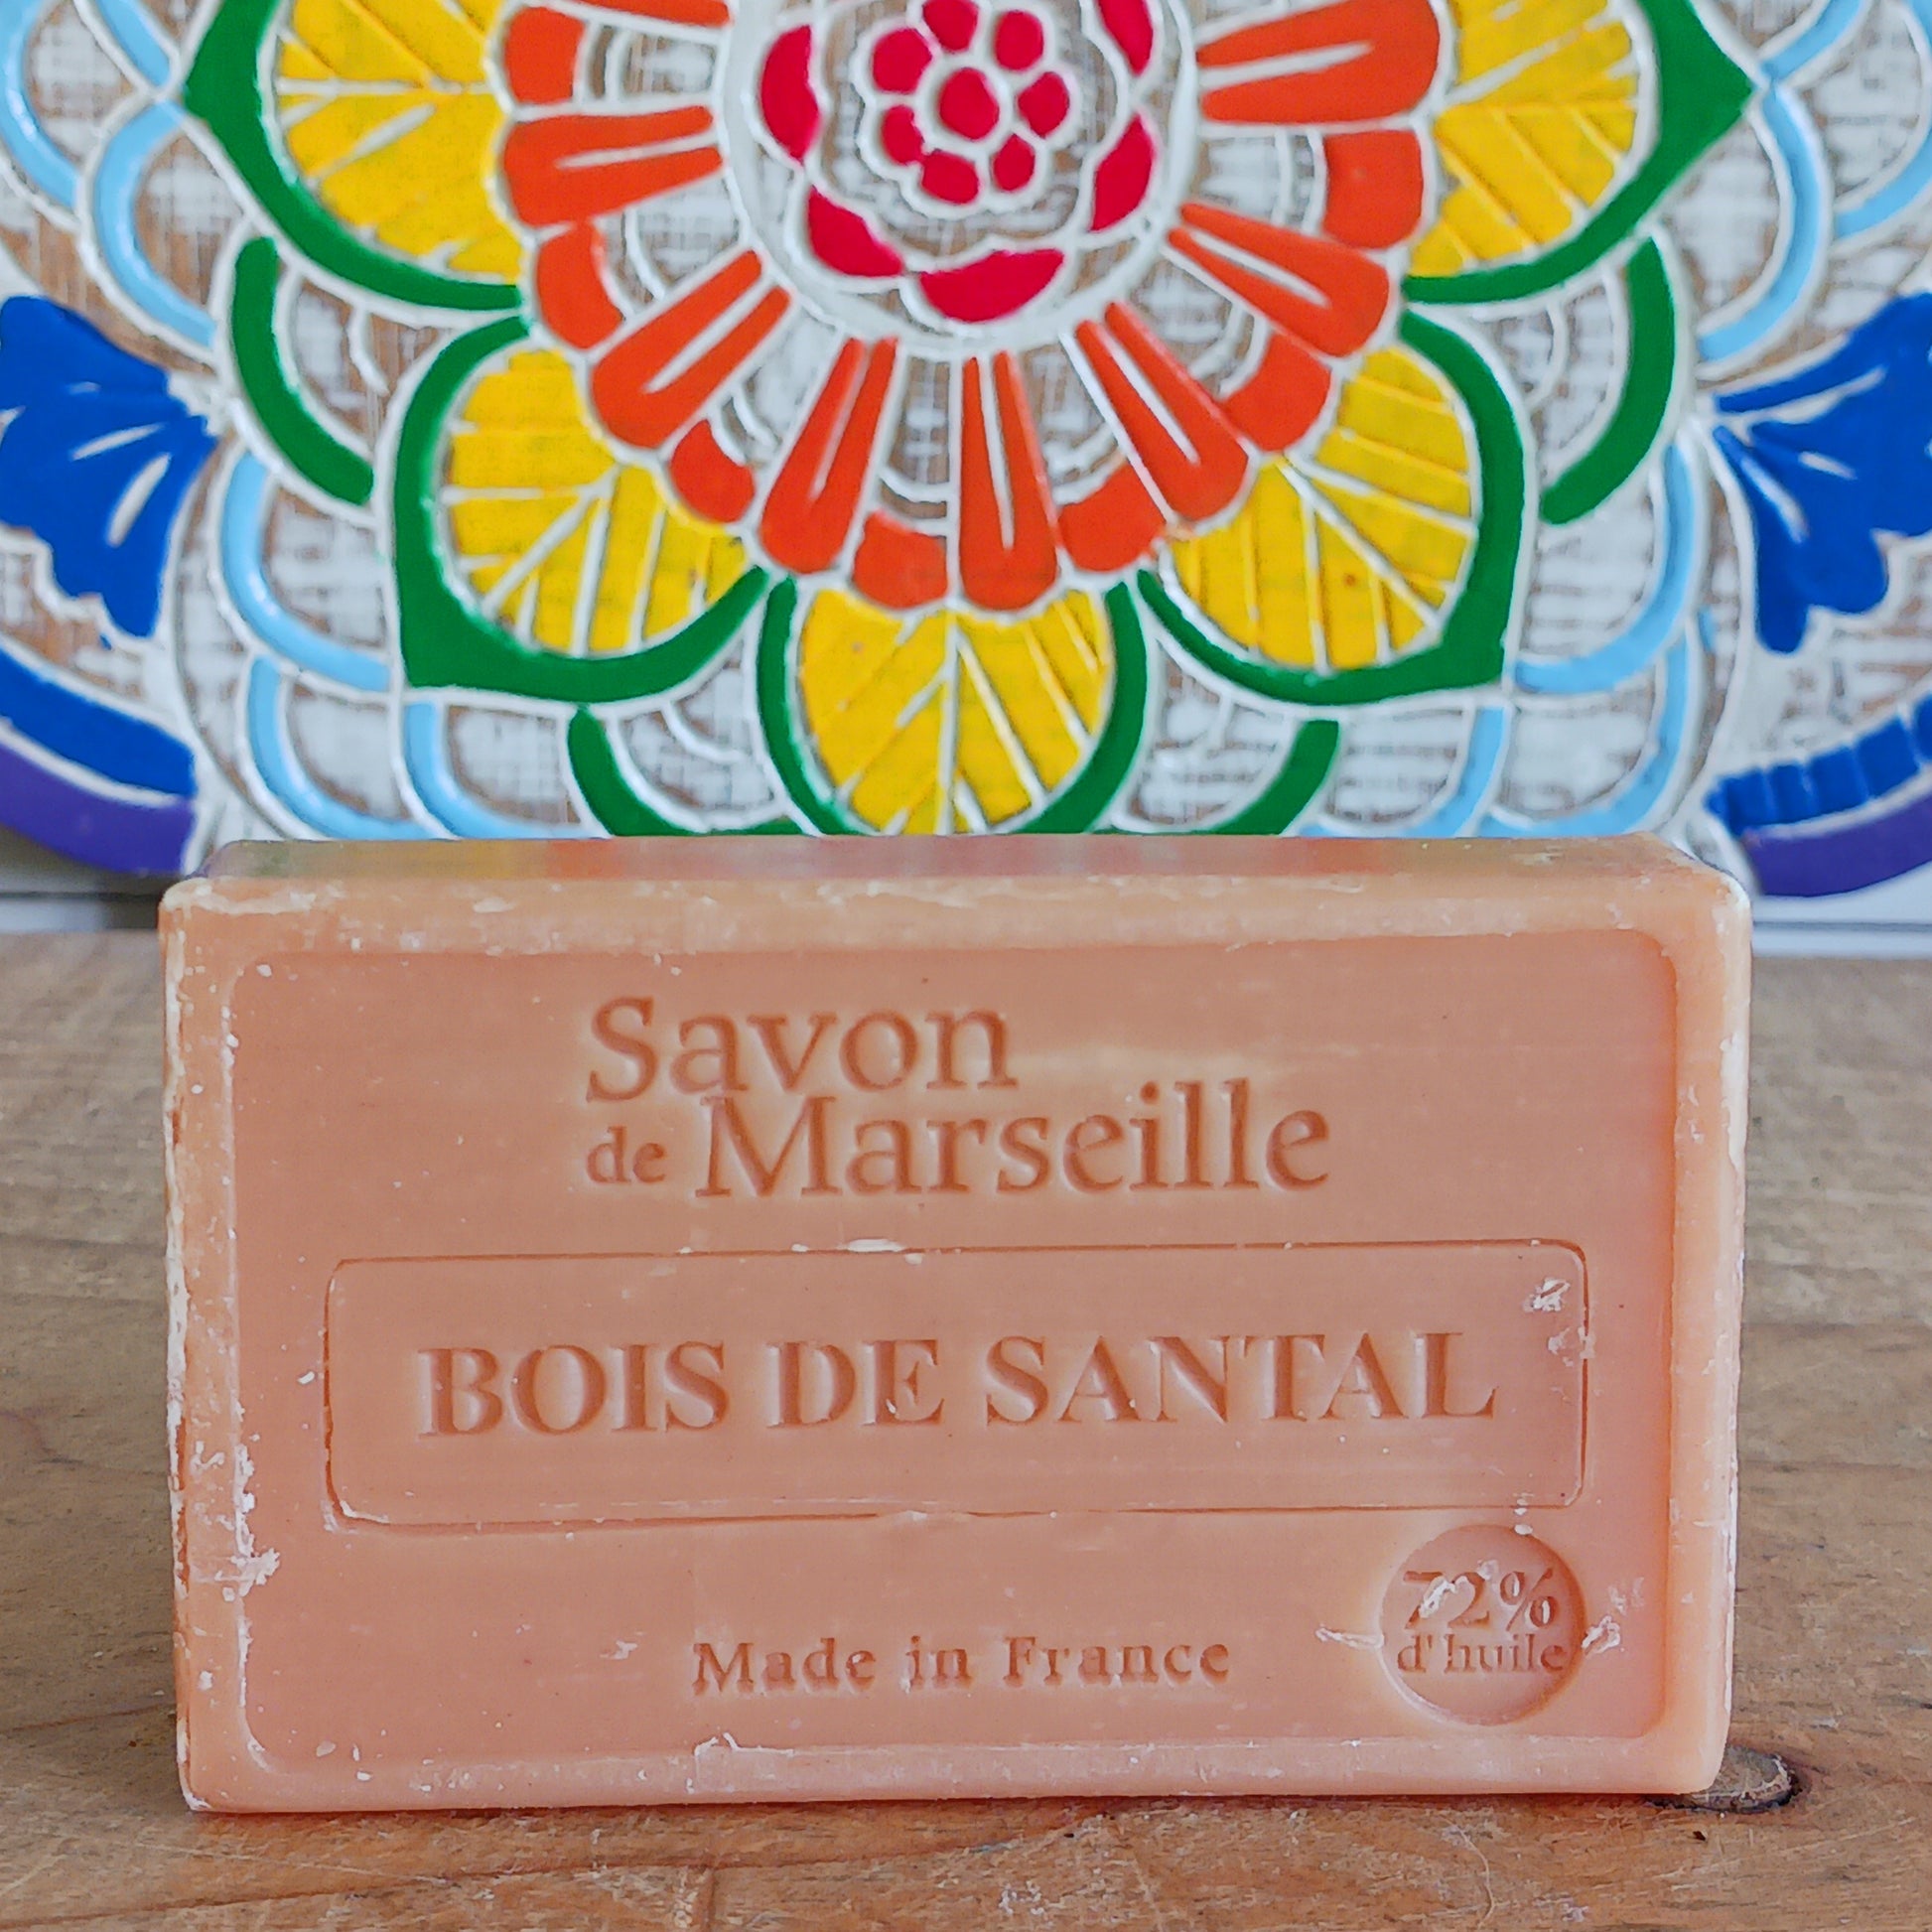 Savon
de Marseille
BOIS DE SANTAL
Made in France
72%
d'huile